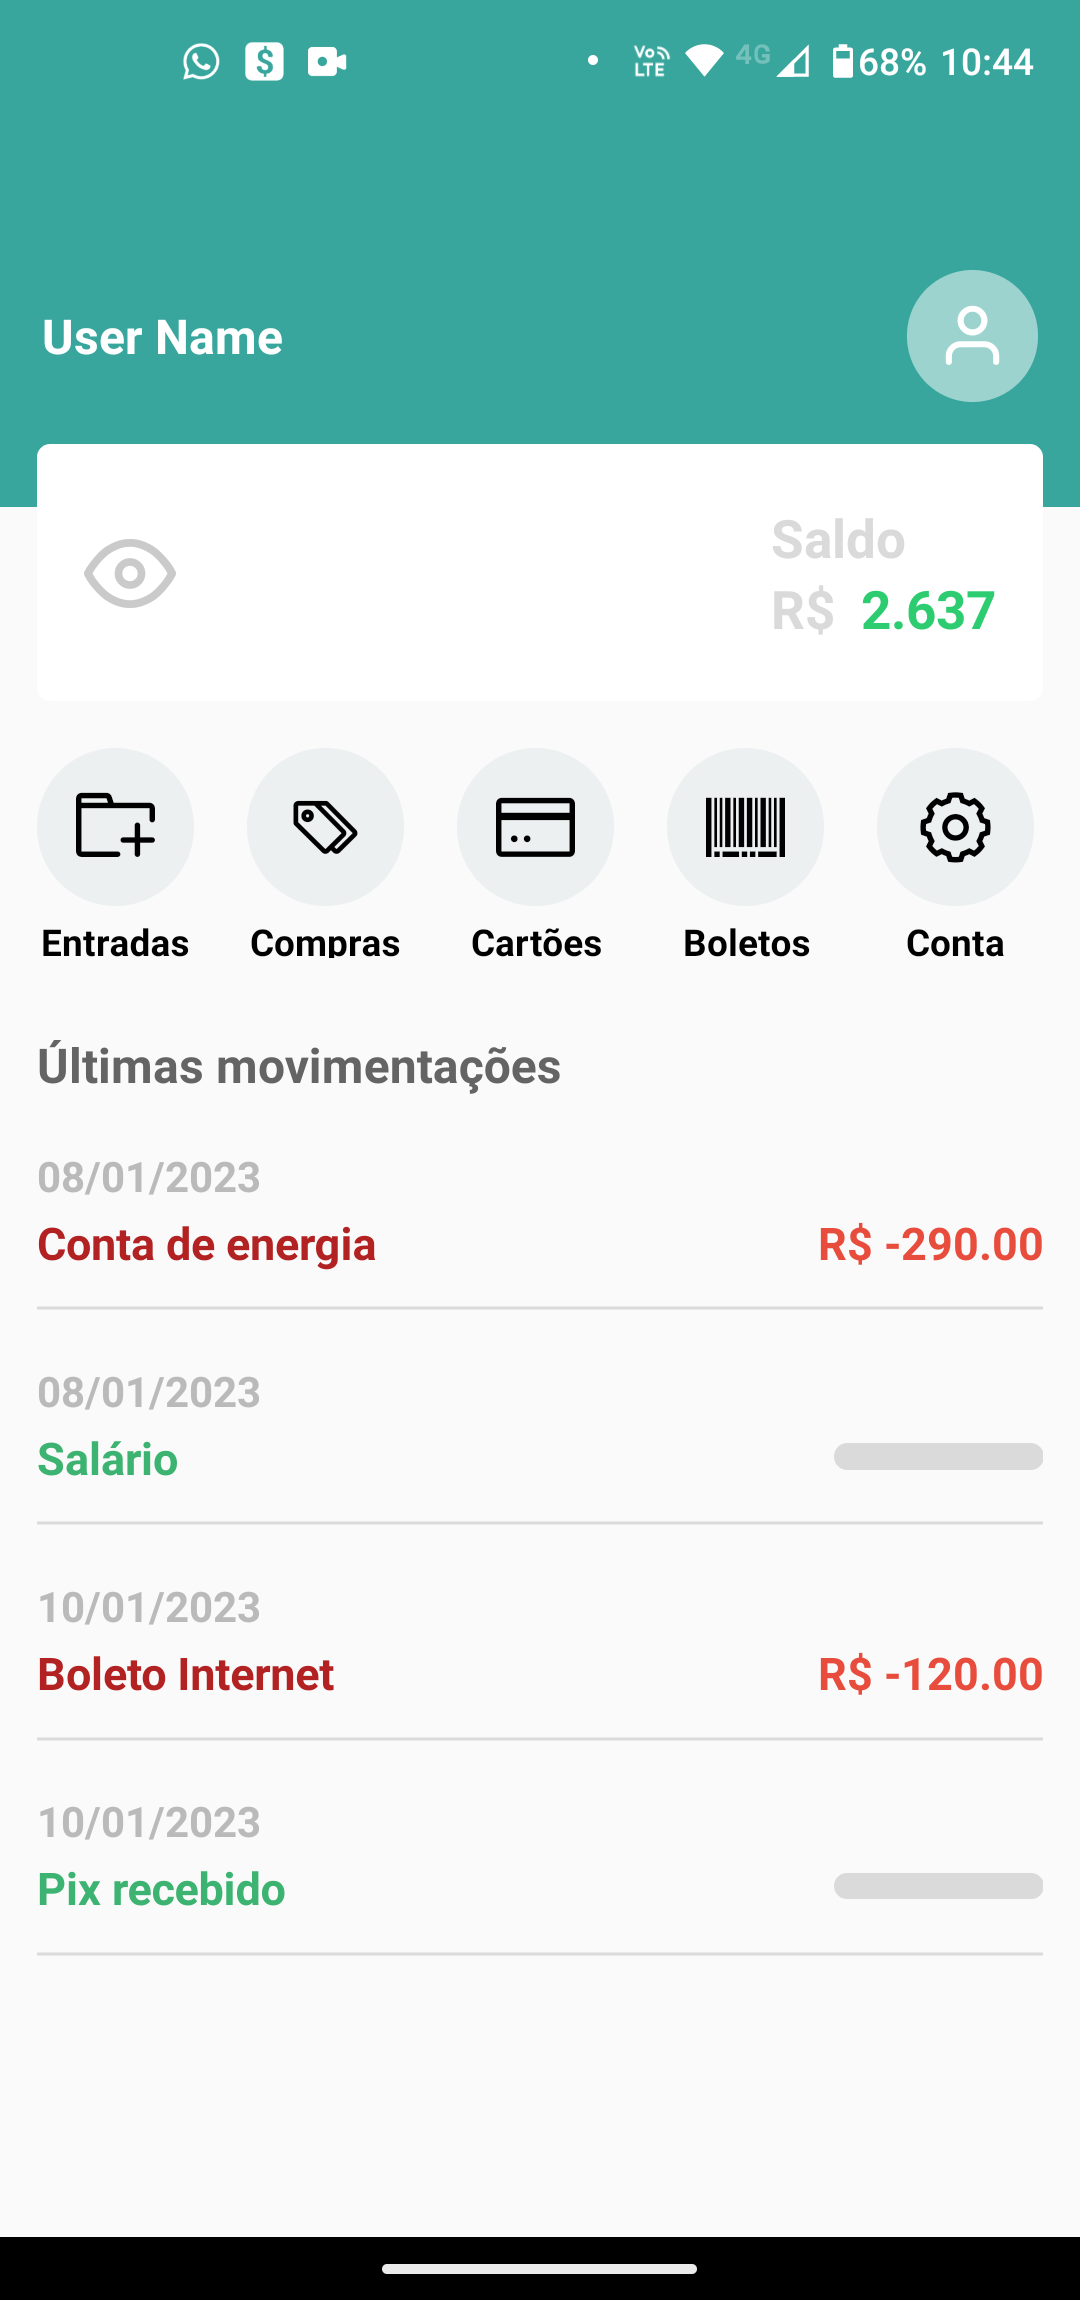 Vo LTE 4G 68% 10:44
User Name
Saldo
R$ 2.637
Entradas Compras Cartões Boletos Conta
Últimas movimentações
08/01/2023
Conta de energia R$ -290.00
08/01/2023
Salário
10/01/2023
Boleto Internet R$ -120.00
10/01/2023
Pix recebido